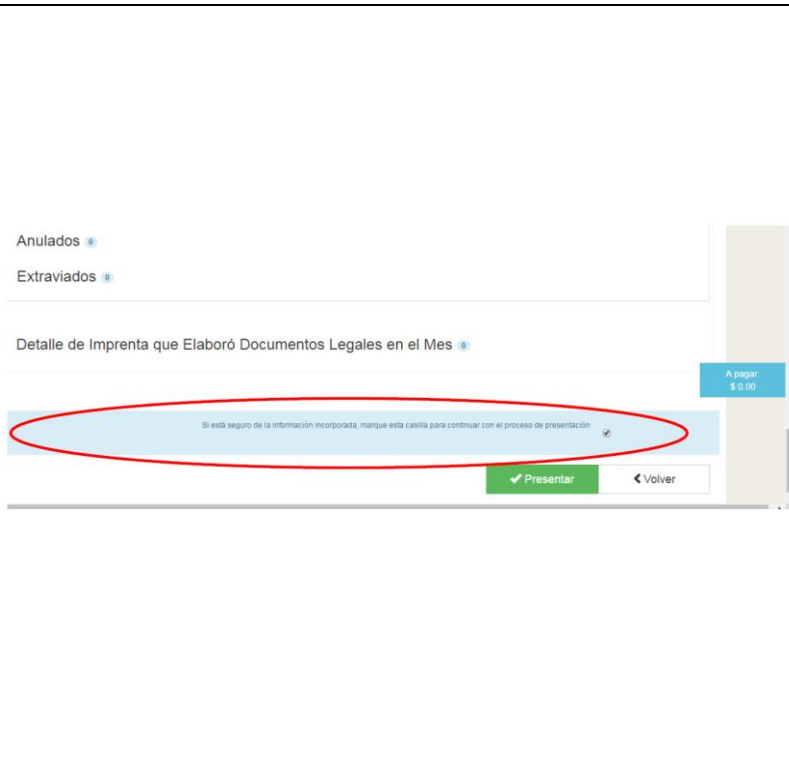 Anulados 0
Extraviados 0
Detalle de Imprenta que Elaboró Documentos Legales en el Mes 0
A pagar:
$ 0.00
Si está seguro de la información incorporada, marque esta casilla para continuar con el proceso de presentación
Presentar Volver